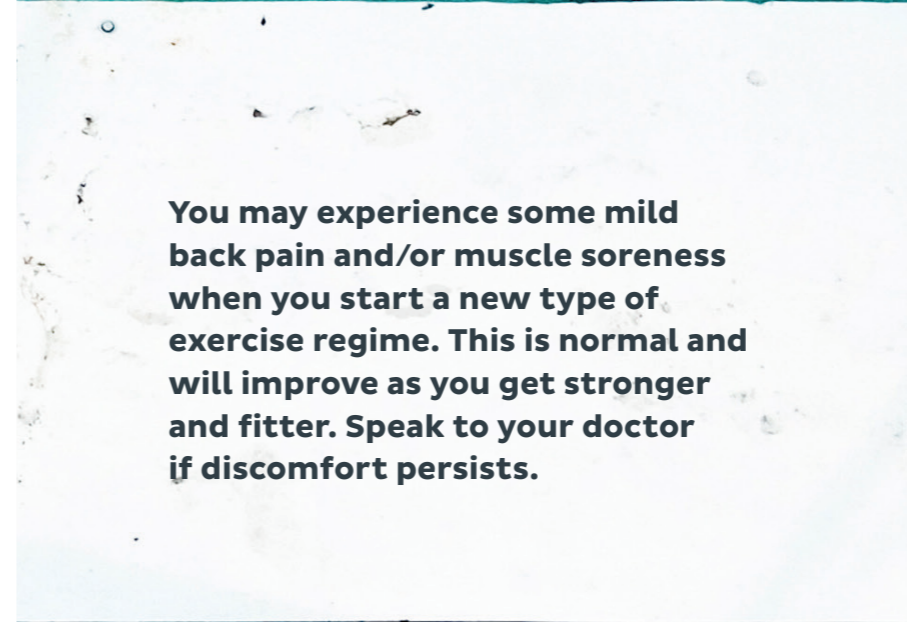 You may experience some mild
back pain and/or muscle soreness
when you start a new type of
exercise regime. This is normal and
will improve as you get stronger
and fitter. Speak to your doctor
if discomfort persists.